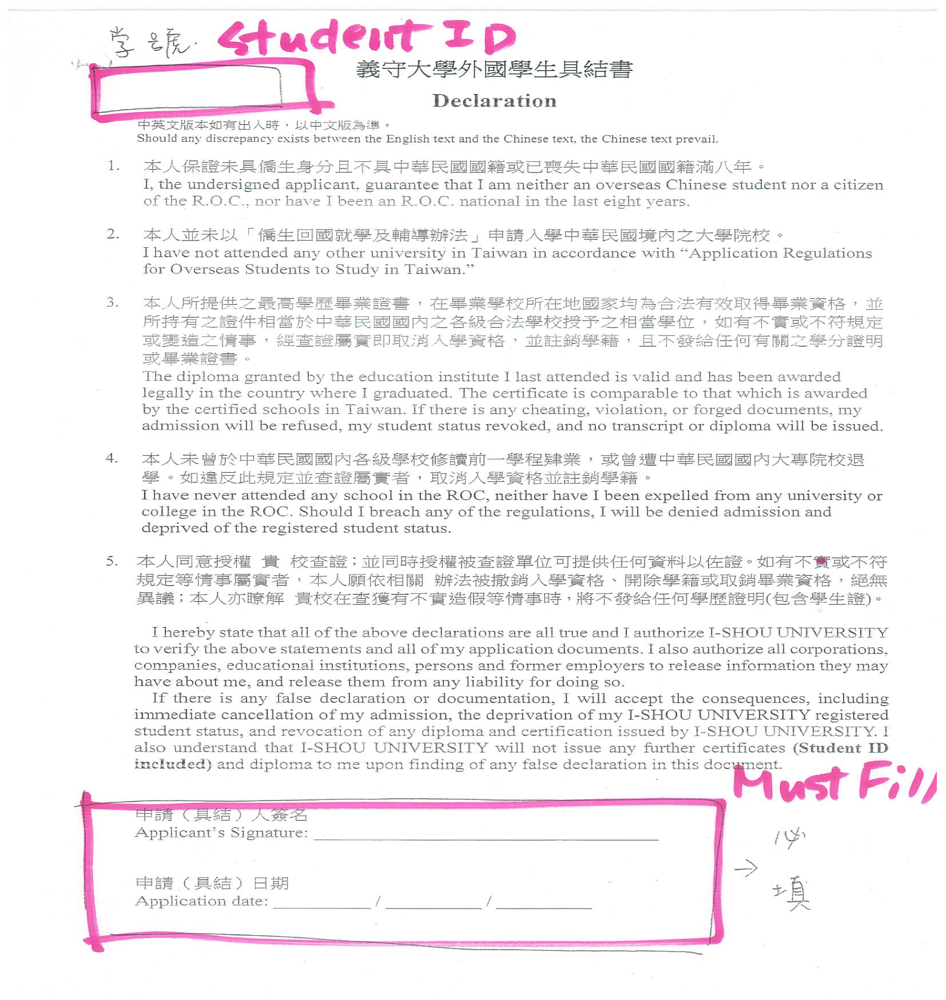 学號. Student ID
義守大學外國學生具結書
Declaration
中英文版本如有出入時，以中文版為準。
Should any discrepancy exists between the English text and the Chinese text, the Chinese text prevail.
1. 本人保證未具僑生身分且不具中華民國國籍或已喪失中華民國國籍滿八年。
I, the undersigned applicant, guarantee that I am neither an overseas Chinese student nor a citizen
of the R.O.C., nor have I been an R.O.C. national in the last eight years.
2. 本人並未以「僑生回國就學及輔導辦法」申請入學中華民國境內之大學院校。
I have not attended any other university in Taiwan in accordance with “Application Regulations
for Overseas Students to Study in Taiwan.”
3. 本人所提供之最高學歷畢業證書，在畢業學校所在地國家均為合法有效取得畢業資格，並
所持有之證件相當於中華民國國內之各級合法學校授予之相當學位，如有不實或不符規定
或變造之情事，經查證屬實即取消入學資格，並註銷學籍，且不發給任何有關之學分證明
或畢業證書。
The diploma granted by the education institute I last attended is valid and has been awarded
legally in the country where I graduated. The certificate is comparable to that which is awarded
by the certified schools in Taiwan. If there is any cheating, violation, or forged documents, my
admission will be refused, my student status revoked, and no transcript or diploma will be issued.
4. 本人未曾於中華民國國內各級學校修讀前一學程肄業，或曾遭中華民國國內大專院校退
學。如違反此規定並查證屬實者，取消入學資格並註銷學籍。
I have never attended any school in the ROC, neither have I been expelled from any university or
college in the ROC. Should I breach any of the regulations, I will be denied admission and
deprived of the registered student status.
5. 本人同意授權 貴 校查證；並同時授權被查證單位可提供任何資料以佐證。如有不實或不符
規定等情事屬實者，本人願依相關 辦法被撤銷入學資格、開除學籍或取銷畢業資格，絕無
異議；本人亦瞭解 貴校在查獲有不實造假等情事時，將不發給任何學歷證明(包含學生證)。
I hereby state that all of the above declarations are all true and I authorize I-SHOU UNIVERSITY
to verify the above statements and all of my application documents. I also authorize all corporations,
companies, educational institutions, persons and former employers to release information they may
have about me, and release them from any liability for doing so.
If there is any false declaration or documentation, I will accept the consequences, including
immediate cancellation of my admission, the deprivation of my I-SHOU UNIVERSITY registered
student status, and revocation of any diploma and certification issued by I-SHOU UNIVERSITY. I
also understand that I-SHOU UNIVERSITY will not issue any further certificates (Student ID
included) and diploma to me upon finding of any false declaration in this document.
Must Fill
申請（具結）人簽名
Applicant’s Signature:
必
填
申請（具結）日期
Application date: / /